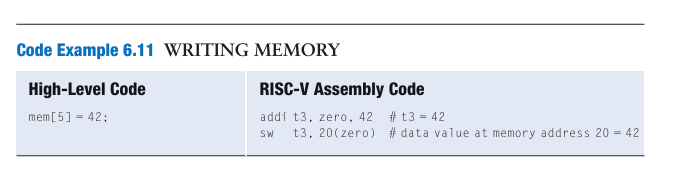 Code Example 6.11 WRITING MEMORY
High-Level Code
mem[5] = 42;
RISC-V Assembly Code
addi t3, zero, 42 # t3 = 42
sw t3, 20(zero) # data value at memory address 20 = 42